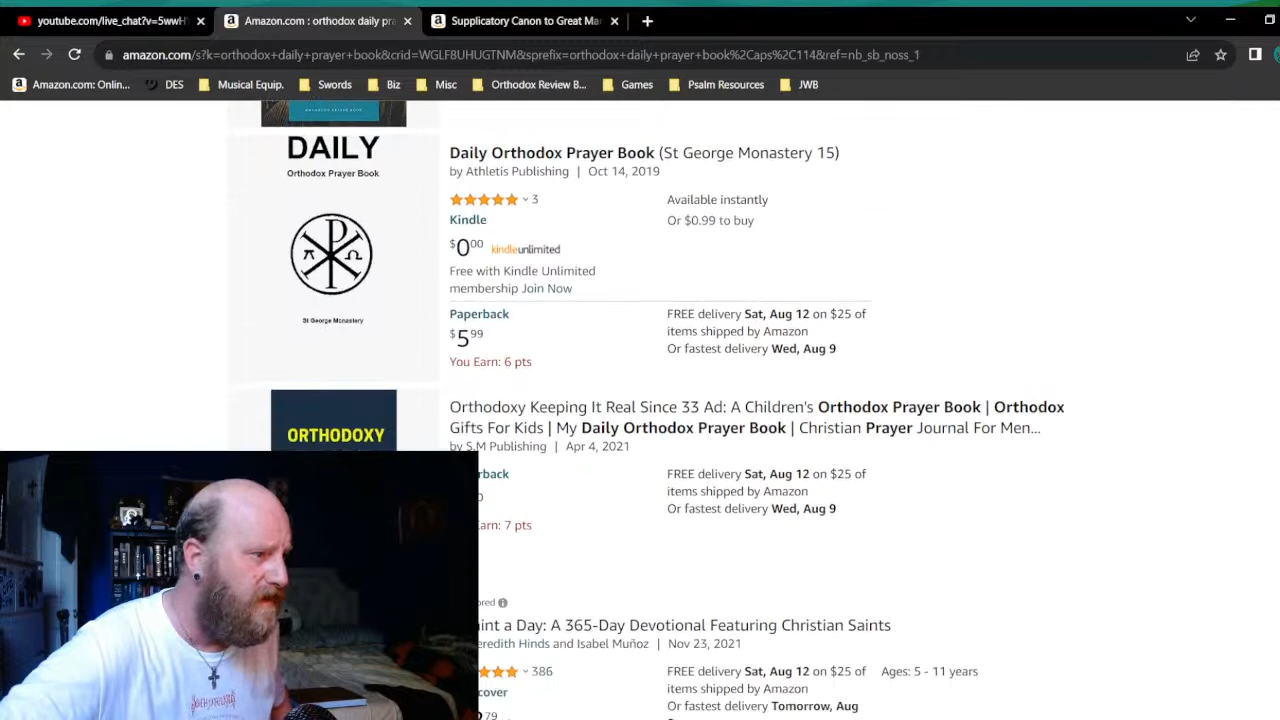 youtube.com/live_chat?v=5wwH
Amazon.com : orthodox daily pra
Supplicatory Canon to Great Ma
amazon.com/s?k=orthodox+daily+prayer+book&crid=WGLF8UHUGTNM&sprefix=orthodox+daily+prayer+book%2Caps%2C114&ref=nb_sb_noss_1
Amazon.com: Onlin... DES Musical Equip. Swords Biz Misc Orthodox Review B... Games Psalm Resources JWB
DAILY
Orthodox Prayer Book
St George Monastery
Daily Orthodox Prayer Book (St George Monastery 15)
by Athletis Publishing | Oct 14, 2019
3
Kindle
$0.00 kindleunlimited
Free with Kindle Unlimited
membership Join Now
Available instantly
Or $0.99 to buy
Paperback
$5.99
You Earn: 6 pts
FREE delivery Sat, Aug 12 on $25 of
items shipped by Amazon
Or fastest delivery Wed, Aug 9
ORTHODOXY
Orthodoxy Keeping It Real Since 33 Ad: A Children's Orthodox Prayer Book | Orthodox
Gifts For Kids | My Daily Orthodox Prayer Book | Christian Prayer Journal For Men...
by S.M Publishing | Apr 4, 2021
rback
0
arn: 7 pts
FREE delivery Sat, Aug 12 on $25 of
items shipped by Amazon
Or fastest delivery Wed, Aug 9
ored
int a Day: A 365-Day Devotional Featuring Christian Saints
eredith Hinds and Isabel Muñoz | Nov 23, 2021
386
cover
79
FREE delivery Sat, Aug 12 on $25 of
items shipped by Amazon
Or fastest delivery Tomorrow, Aug
Ages: 5 - 11 years